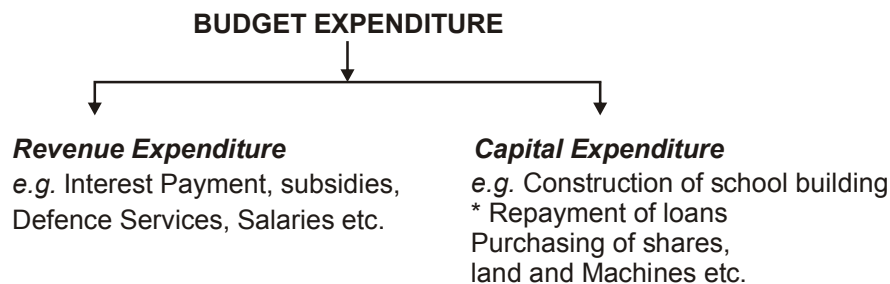 BUDGET EXPENDITURE
Revenue Expenditure
e.g. Interest Payment, subsidies,
Defence Services, Salaries etc.
Capital Expenditure
e.g. Construction of school building
* Repayment of loans
Purchasing of shares,
land and Machines etc.